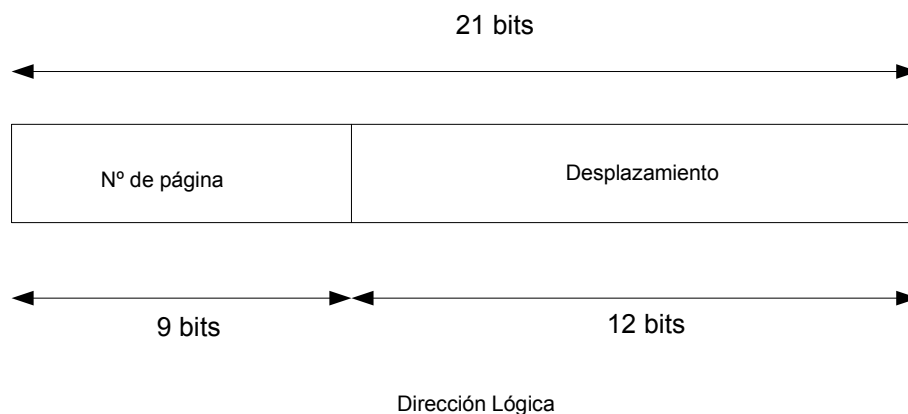 21 bits
Nº de página
Desplazamiento
9 bits
12 bits
Dirección Lógica